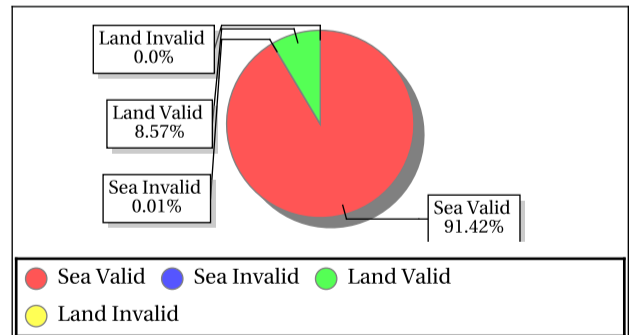 Land Invalid
0.0%
Land Valid
8.57%
Sea Invalid
0.01%
Sea Valid
91.42%
Sea Valid Sea Invalid Land Valid
Land Invalid